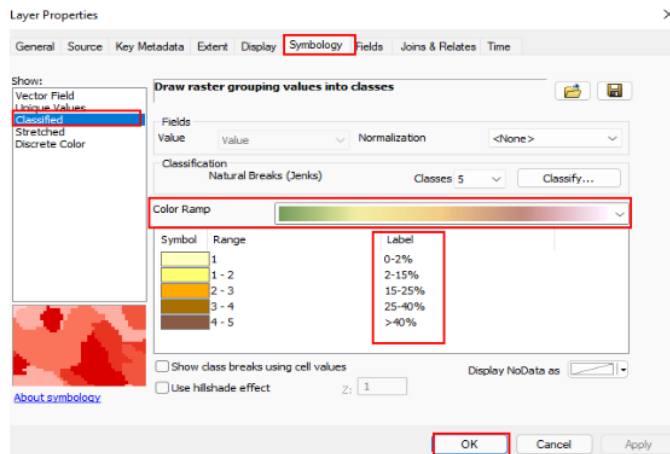 Layer Properties
General Source Key Metadata Extent Display Symbology Fields Joins & Relates Time
Show:
Vector Field
Unique Values
Classified
Stretched
Discrete Color
About symbology
Draw raster grouping values into classes
Fields
Value Value Normalization <None>
Classification
Natural Breaks (Jenks) Classes 5 Classify...
Color Ramp
Symbol Range Label
1 0-2%
1 - 2 2-15%
2 - 3 15-25%
3 - 4 25-40%
4 - 5 >40%
Show class breaks using cell values Display NoData as
Use hillshade effect Z: 1
OK Cancel Apply